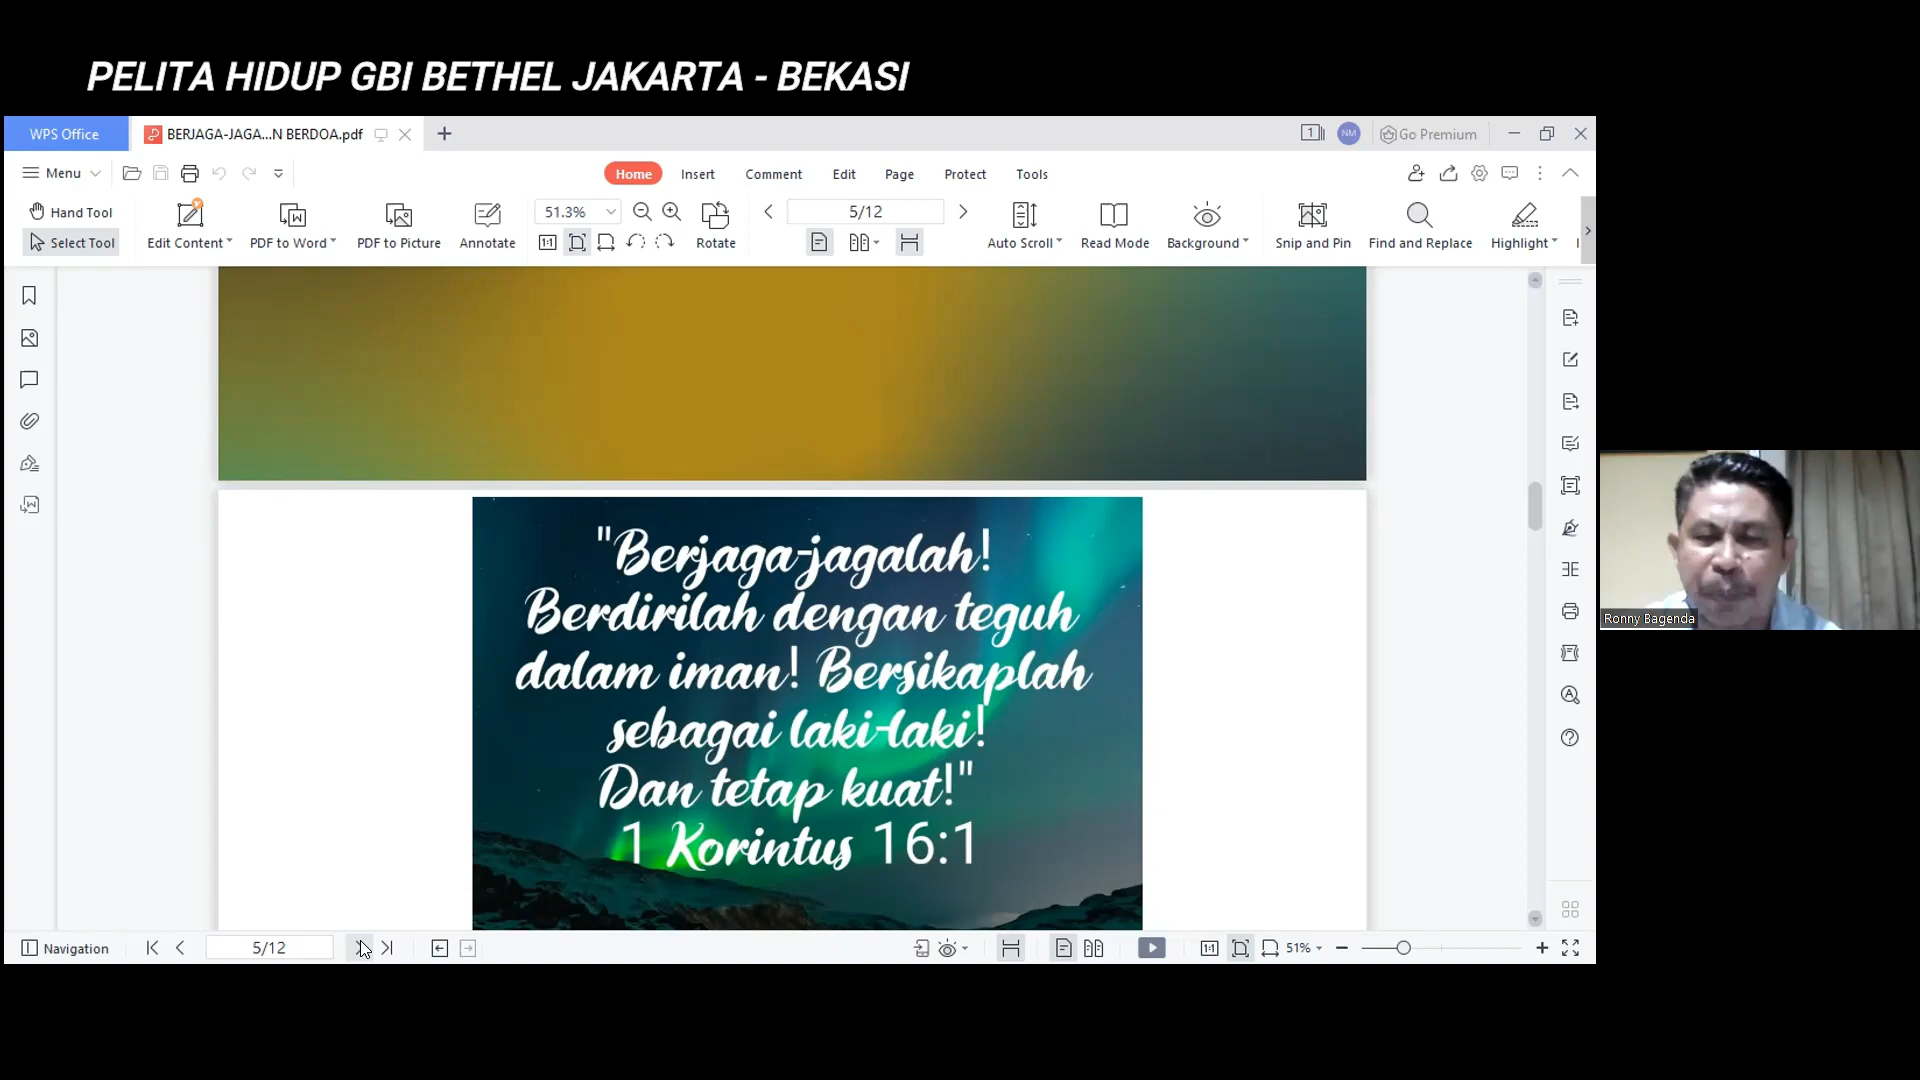 PELITA HIDUP GBI BETHEL JAKARTA - BEKASI
WPS Office
BERJAGA-JAGA...N BERDOA.pdf
1
NM
Go Premium
Menu
Home
Insert
Comment
Edit
Page
Protect
Tools
Hand Tool
Select Tool
Edit Content
PDF to Word
PDF to Picture
Annotate
51.3%
Rotate
5/12
Auto Scroll
Read Mode
Background
Snip and Pin
Find and Replace
Highlight
"Berjaga-jagalah!
Berdirilah dengan teguh
dalam iman! Bersikaplah
sebagai laki-laki!
Dan tetap kuat!"
1 Korintus 16:1
Ronny Bagenda
Navigation
5/12
51%